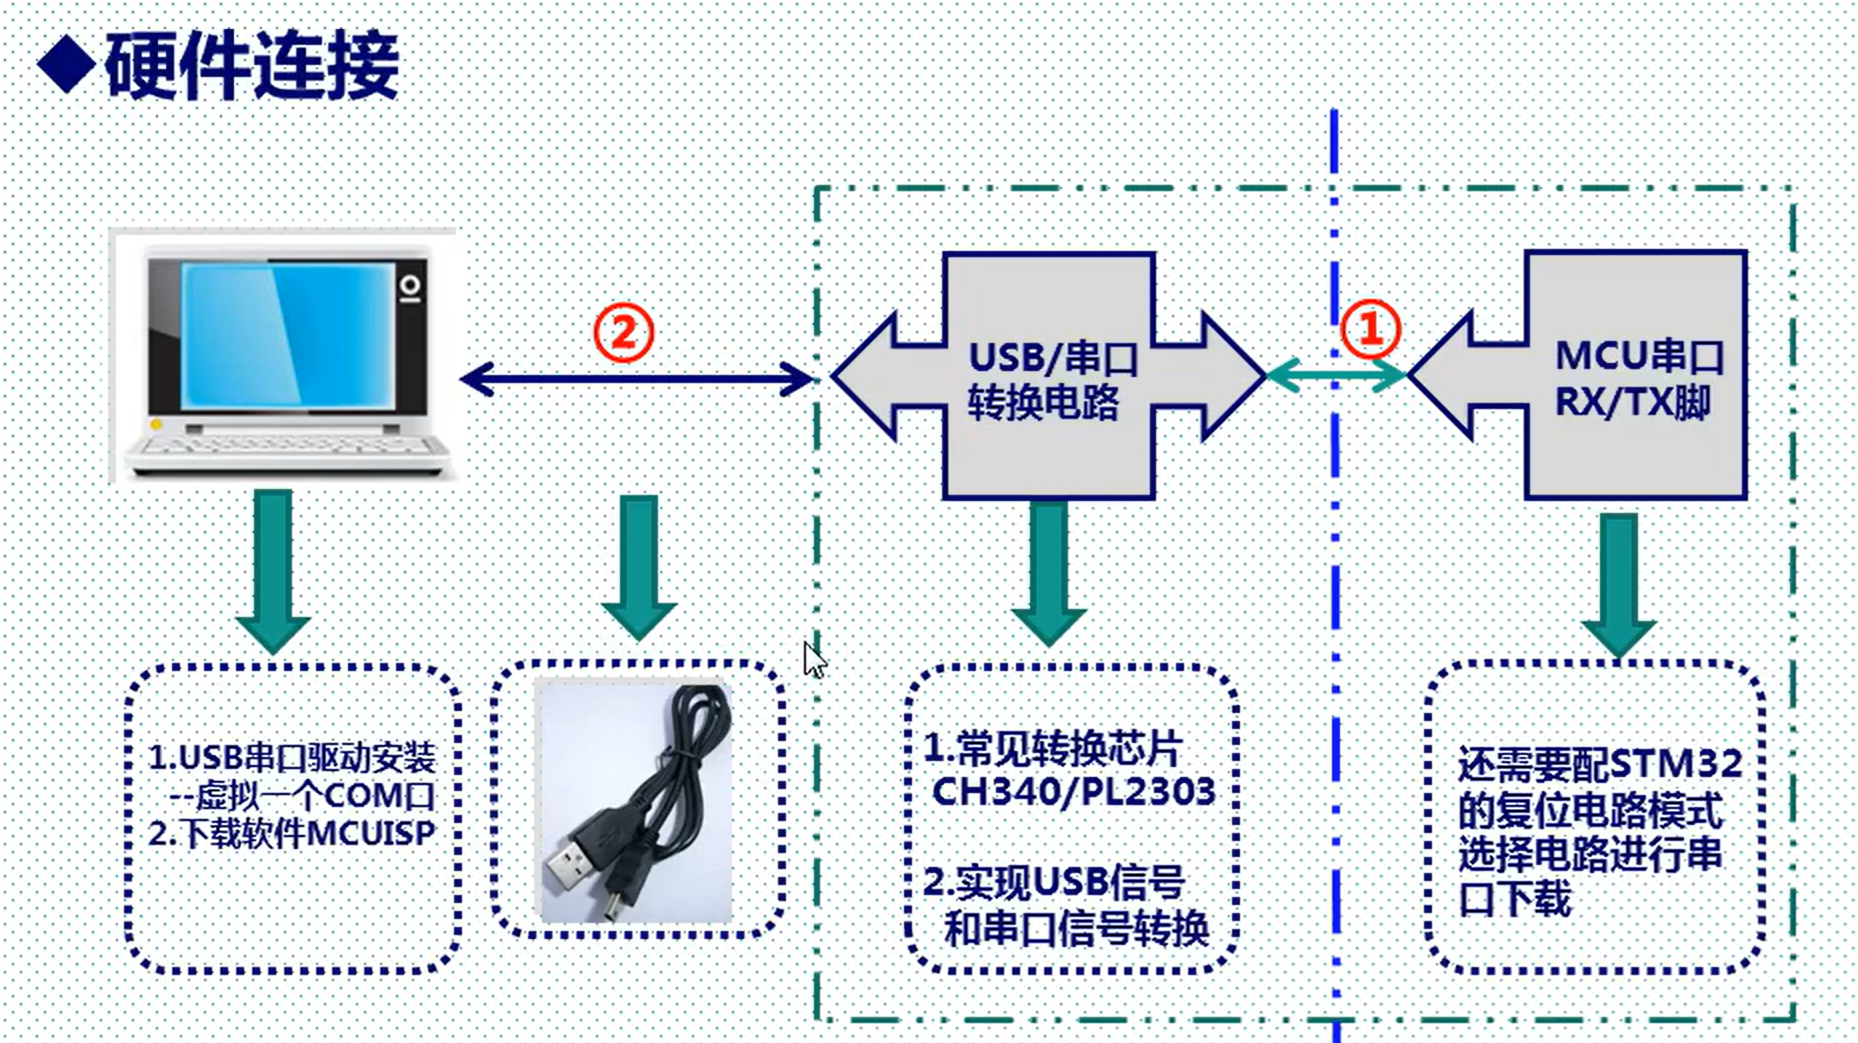 ◆硬件连接
②
①
USB/串口
转换电路
MCU串口
RX/TX脚
1.USB串口驱动安装
--虚拟一个COM口
2.下载软件MCUISP
1.常见转换芯片
CH340/PL2303
2.实现USB信号
和串口信号转换
还需要配STM32
的复位电路模式
选择电路进行串
口下载